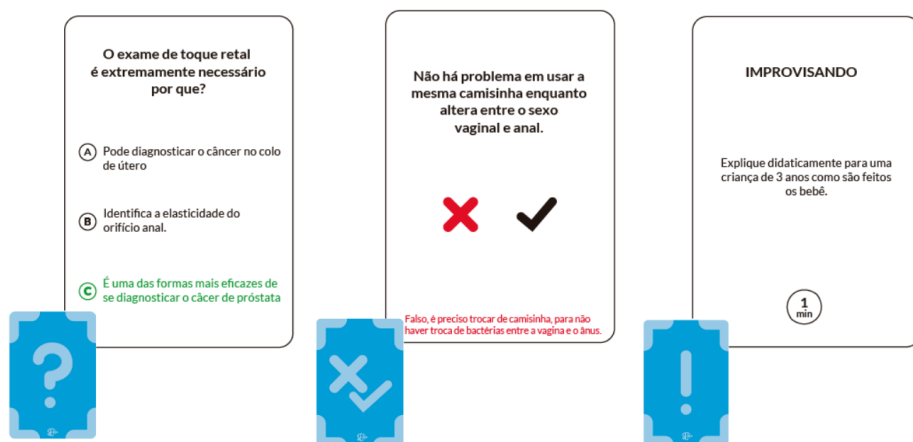 O exame de toque retal
é extremamente necessário
por que?
A Pode diagnosticar o câncer no colo
de útero
B Identifica a elasticidade do
orifício anal.
C É uma das formas mais eficazes de
se diagnosticar o câcer de próstata
?
Não há problema em usar a
mesma camisinha enquanto
altera entre o sexo
vaginal e anal.
Falso, é preciso trocar de camisinha, para não
haver troca de bactérias entre a vagina e o ânus.
IMPROVISANDO
Explique didaticamente para uma
criança de 3 anos como são feitos
os bebê.
1
min
!